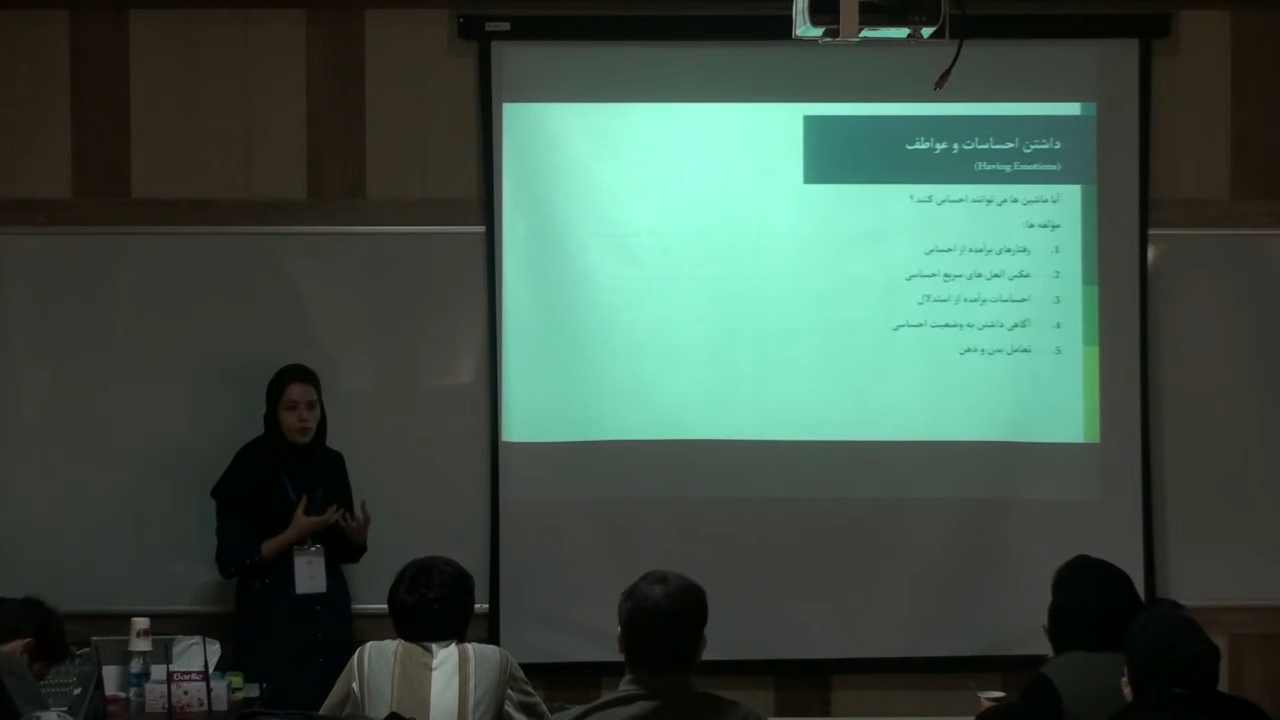 داشتن احساسات و عواطف
(Having Emotions)
آیا ماشین ها می توانند احساس کنند ؟
مؤلفه ها:
1. رفتارهای برآمده از احساس
2. عکس العل های سریع احساسی
3. احساسات برآمده از استدلال
4. آگاهی داشتن به وضعیت احساسی
5. تعامل بدن و ذهن
Barlie